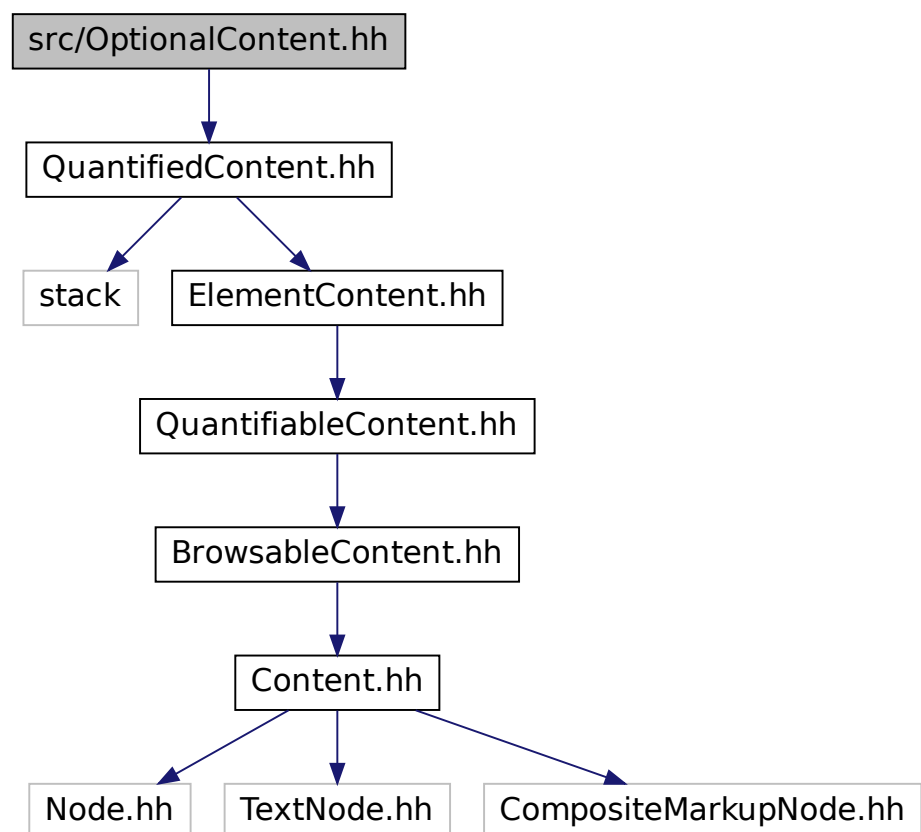 src/OptionalContent.hh
QuantifiedContent.hh
stack
ElementContent.hh
QuantifiableContent.hh
BrowsableContent.hh
Content.hh
Node.hh
TextNode.hh
CompositeMarkupNode.hh